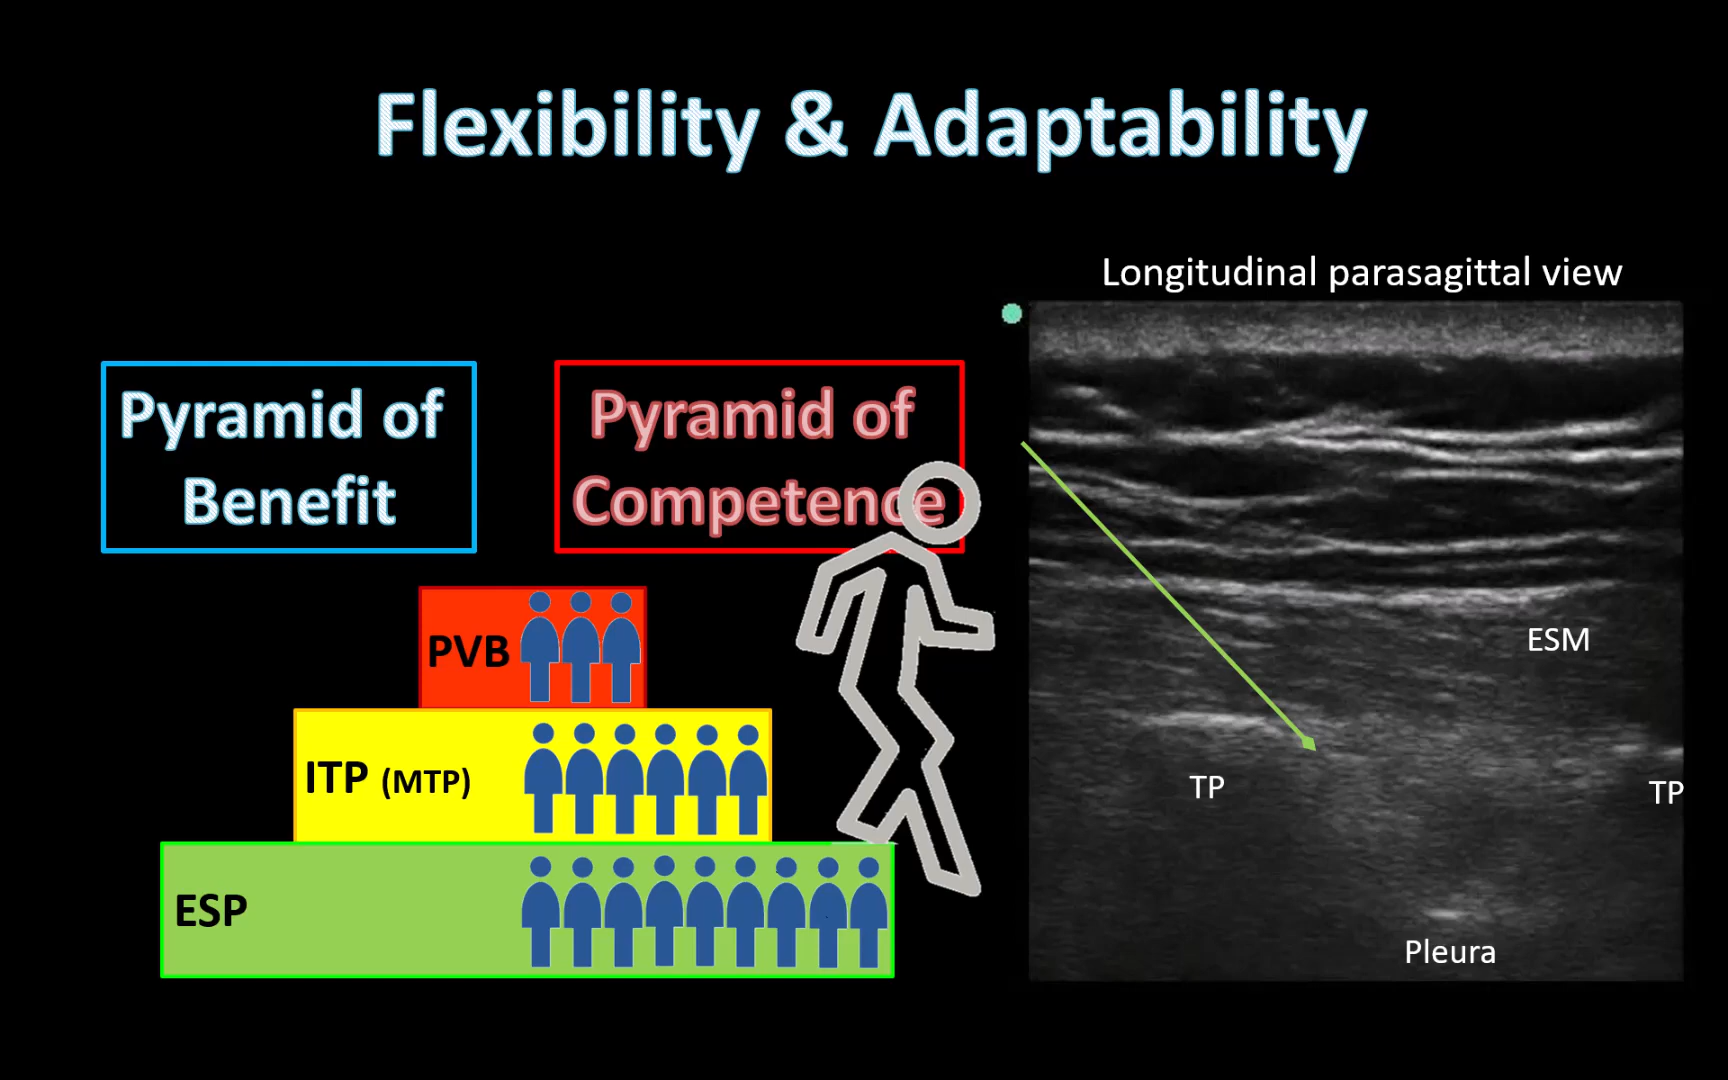 Flexibility & Adaptability
Longitudinal parasagittal view
Pyramid of
Benefit
Pyramid of
Competence
PVB
ITP (MTP)
ESP
ESM
TP
TP
Pleura